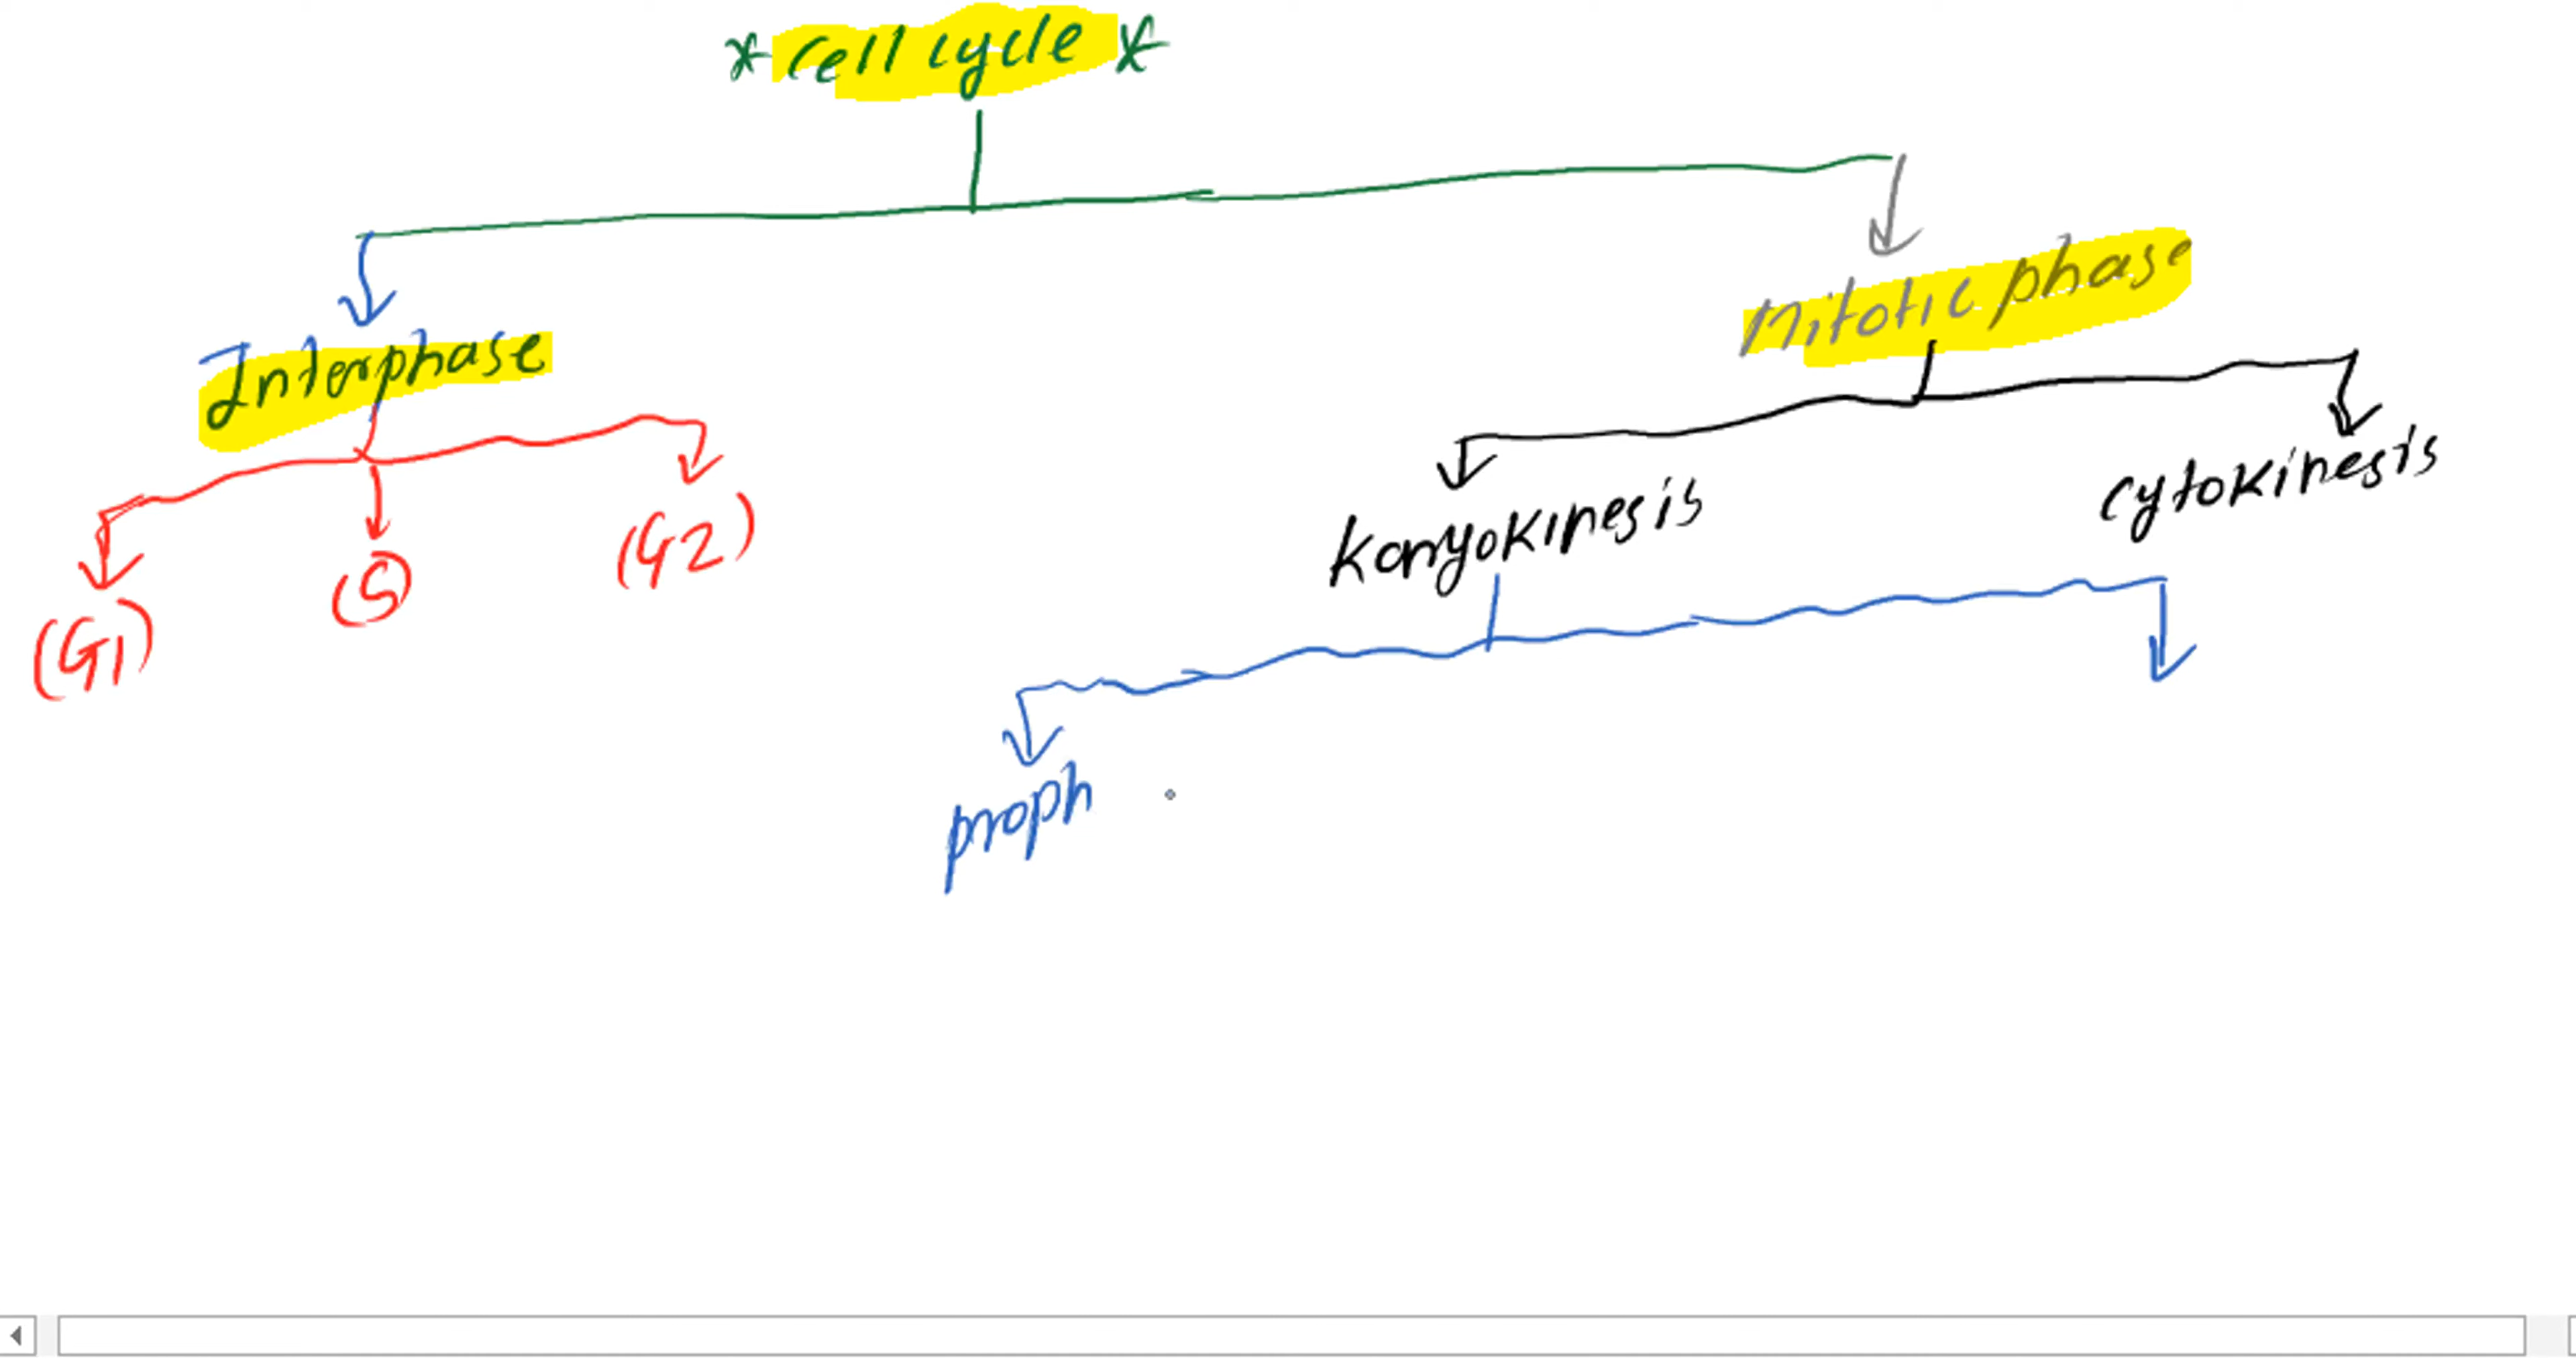 * Cell cycle *
Interphase
Mitotic phase
(G1)
(S)
(G2)
Karyokinesis
Cytokinesis
proph